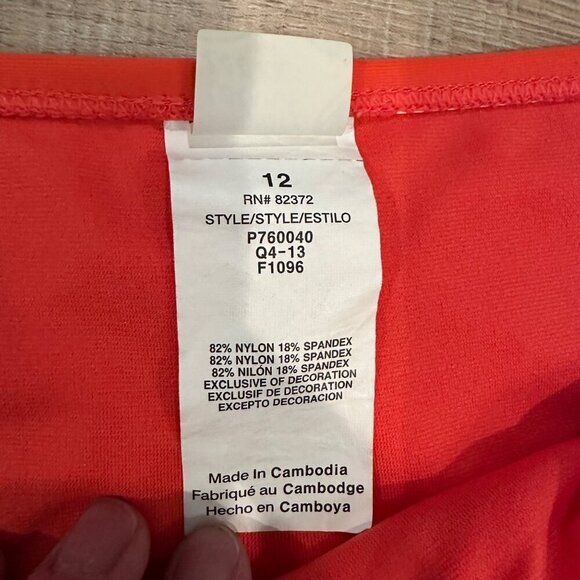 12
RN# 82372
STYLE/STYLE/ESTILO
P760040
Q4-13
F1096
82% NYLON 18% SPANDEX
82% NYLON 18% SPANDEX
82% NILÓN 18% SPANDEX
EXCLUSIVE OF DECORATION
EXCLUSIF DE DECORATION
EXCEPTO DECORACION
Made In Cambodia
Fabriqué au Cambodge
Hecho en Camboya